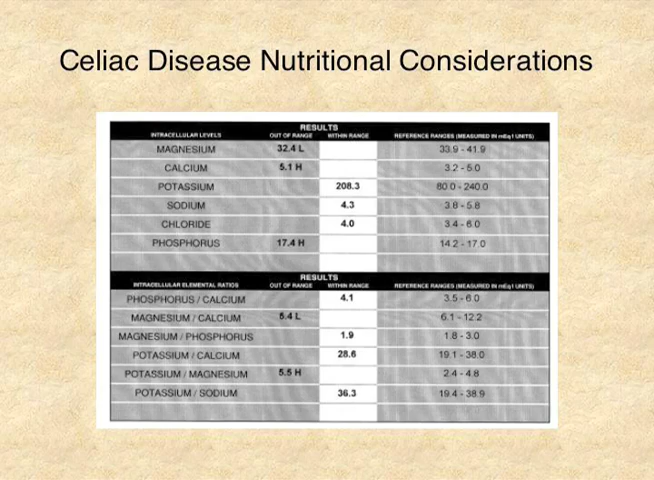 Celiac Disease Nutritional Considerations
RESULTS
INTRACELLULAR LEVELS OUT OF RANGE WITHIN RANGE REFERENCE RANGES (MEASURED IN mEq/l UNITS)
MAGNESIUM 32.4 L 33.9 - 41.9
CALCIUM 5.1 H 3.2 - 5.0
POTASSIUM 208.3 80.0 - 240.0
SODIUM 4.3 3.8 - 5.8
CHLORIDE 4.0 3.4 - 6.0
PHOSPHORUS 17.4 H 14.2 - 17.0
RESULTS
INTRACELLULAR ELEMENTAL RATIOS OUT OF RANGE WITHIN RANGE REFERENCE RANGES (MEASURED IN mEq/l UNITS)
PHOSPHORUS / CALCIUM 4.1 3.5 - 6.0
MAGNESIUM / CALCIUM 6.4 L 6.1 - 12.2
MAGNESIUM / PHOSPHORUS 1.9 1.8 - 3.0
POTASSIUM / CALCIUM 28.6 19.1 - 38.0
POTASSIUM / MAGNESIUM 5.5 H 2.4 - 4.8
POTASSIUM / SODIUM 36.3 19.4 - 38.9